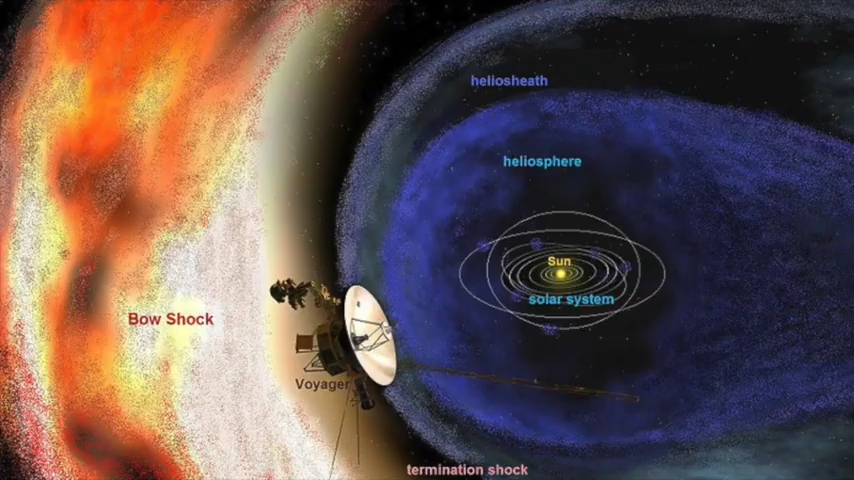 heliosheath
heliosphere
Sun
solar system
Bow Shock
Voyager
termination shock